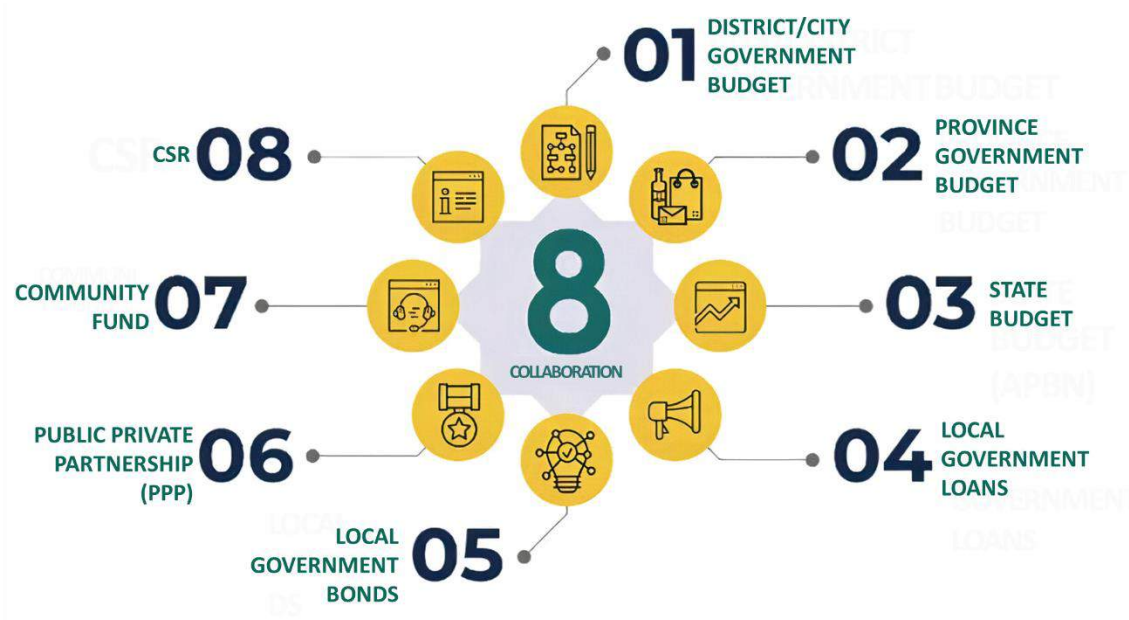 01
DISTRICT/CITY
GOVERNMENT
BUDGET
02
PROVINCE
GOVERNMENT
BUDGET
03
STATE
BUDGET
04
LOCAL
GOVERNMENT
LOANS
05
LOCAL
GOVERNMENT
BONDS
06
PUBLIC PRIVATE
PARTNERSHIP
(PPP)
07
COMMUNITY
FUND
08
CSR
8
COLLABORATION